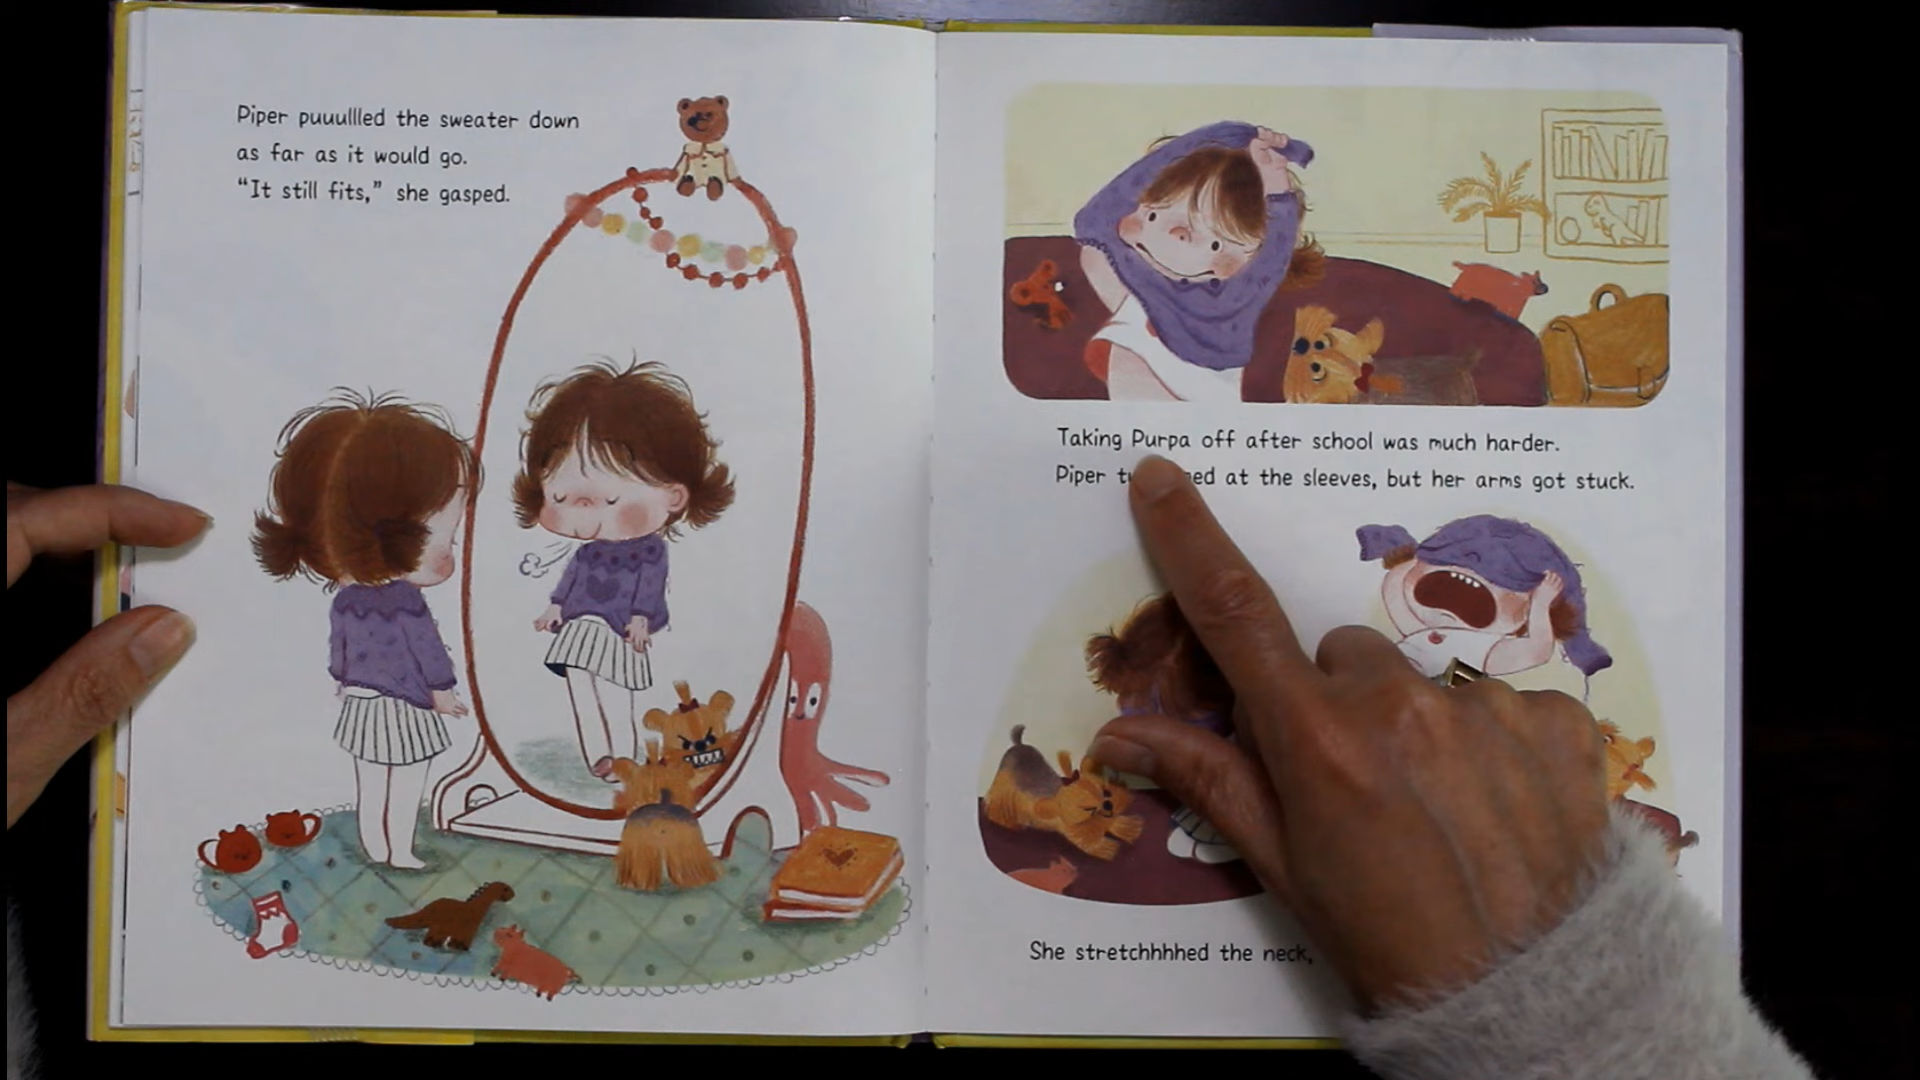 Piper puuullled the sweater down
as far as it would go.
“It still fits,” she gasped.
Taking Purpa off after school was much harder.
Piper at the sleeves, but her arms got stuck.
She stretchhhhed the neck,